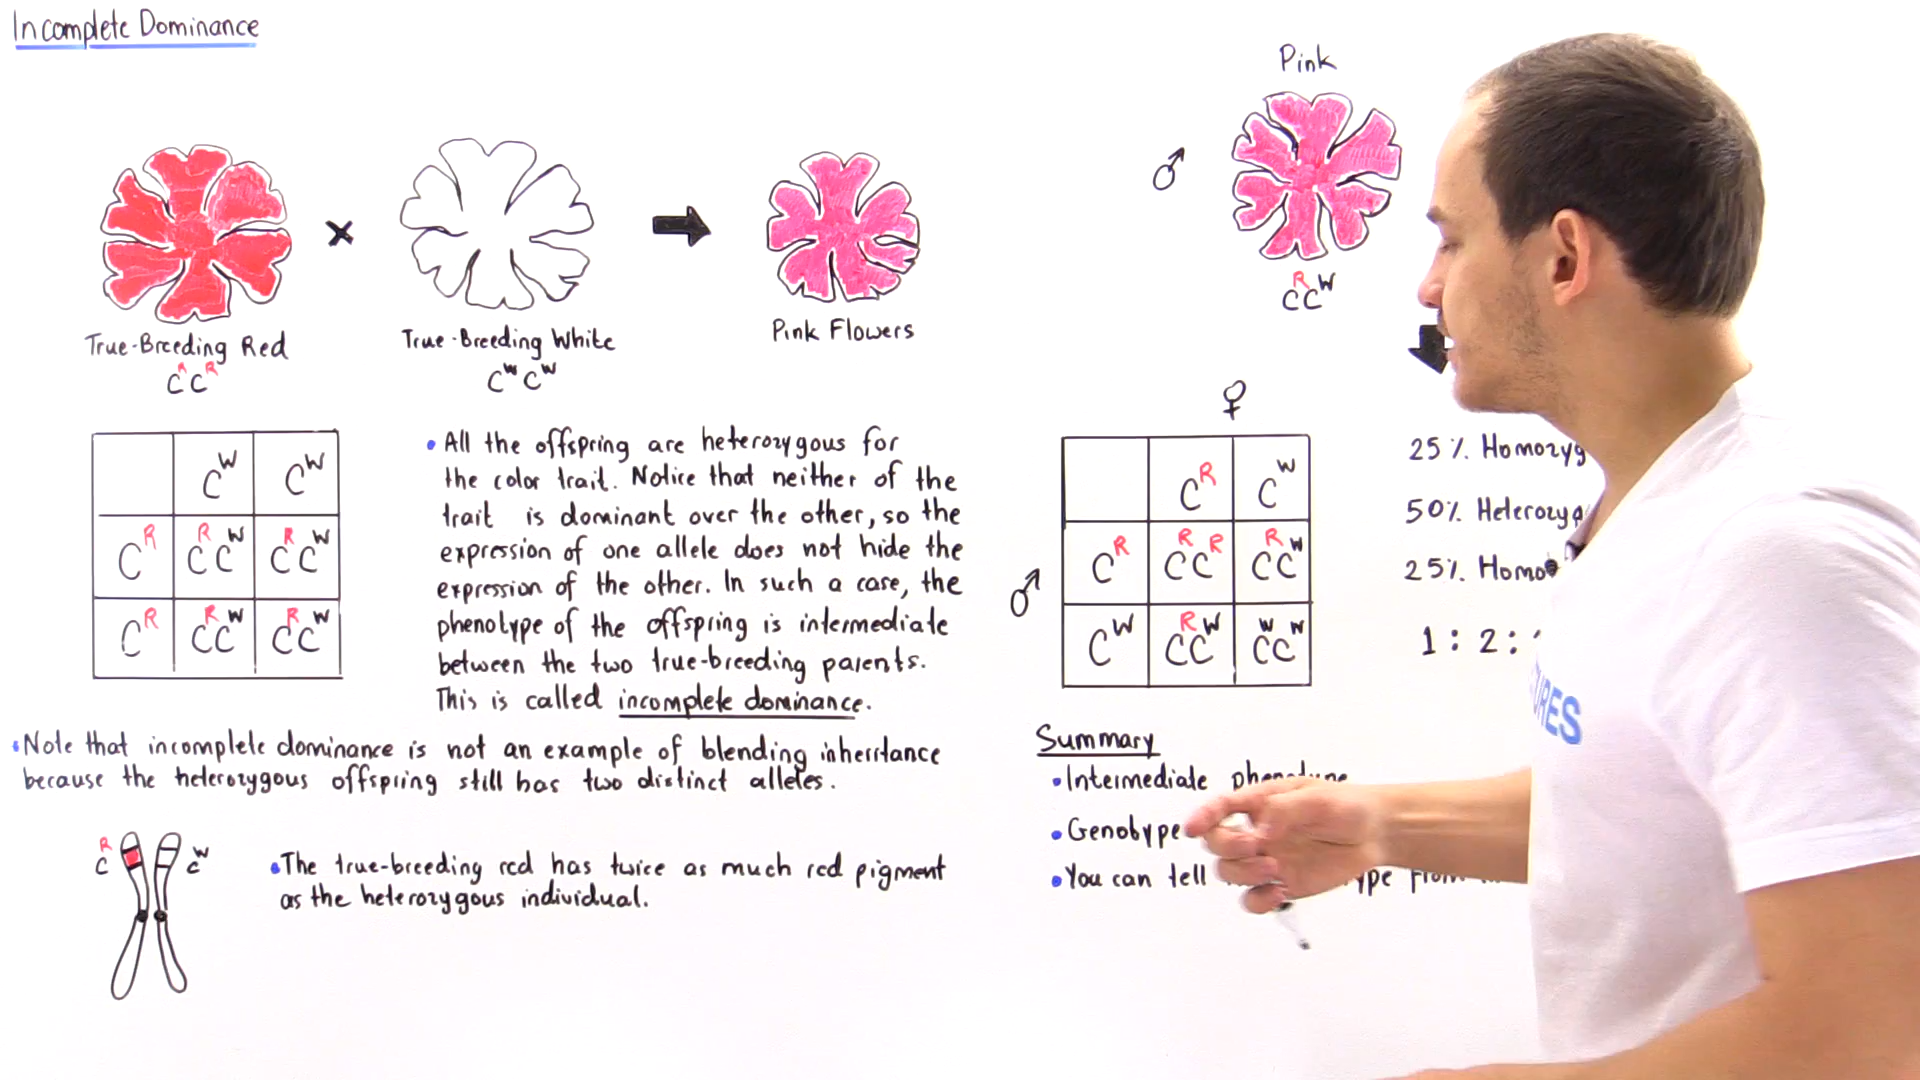 Incomplete Dominance
True-Breeding Red
CᴿCᴿ
True-Breeding White
CᵂCᵂ
Pink Flowers
Cᵂ Cᵂ
Cᴿ CᴿCᵂ CᴿCᵂ
Cᴿ CᴿCᵂ CᴿCᵂ
• All the offspring are heterozygous for
the color trait. Notice that neither of the
trait is dominant over the other, so the
expression of one allele does not hide the
expression of the other. In such a case, the
phenotype of the offspring is intermediate
between the two true-breeding parents.
This is called incomplete dominance.
• Note that incomplete dominance is not an example of blending inheritance
because the heterozygous offspring still has two distinct alleles.
Cᴿ Cᵂ
• The true-breeding red has twice as much red pigment
as the heterozygous individual.
Pink
♂
CᴿCᵂ
♀
Cᴿ Cᵂ
Cᴿ CᴿCᴿ CᴿCᵂ
♂
Cᵂ CᴿCᵂ CᵂCᵂ
25%
50%
25%
1 : 2 :
Summary
• Intermediate phenotype
• Genotype
• You can tell from
URES